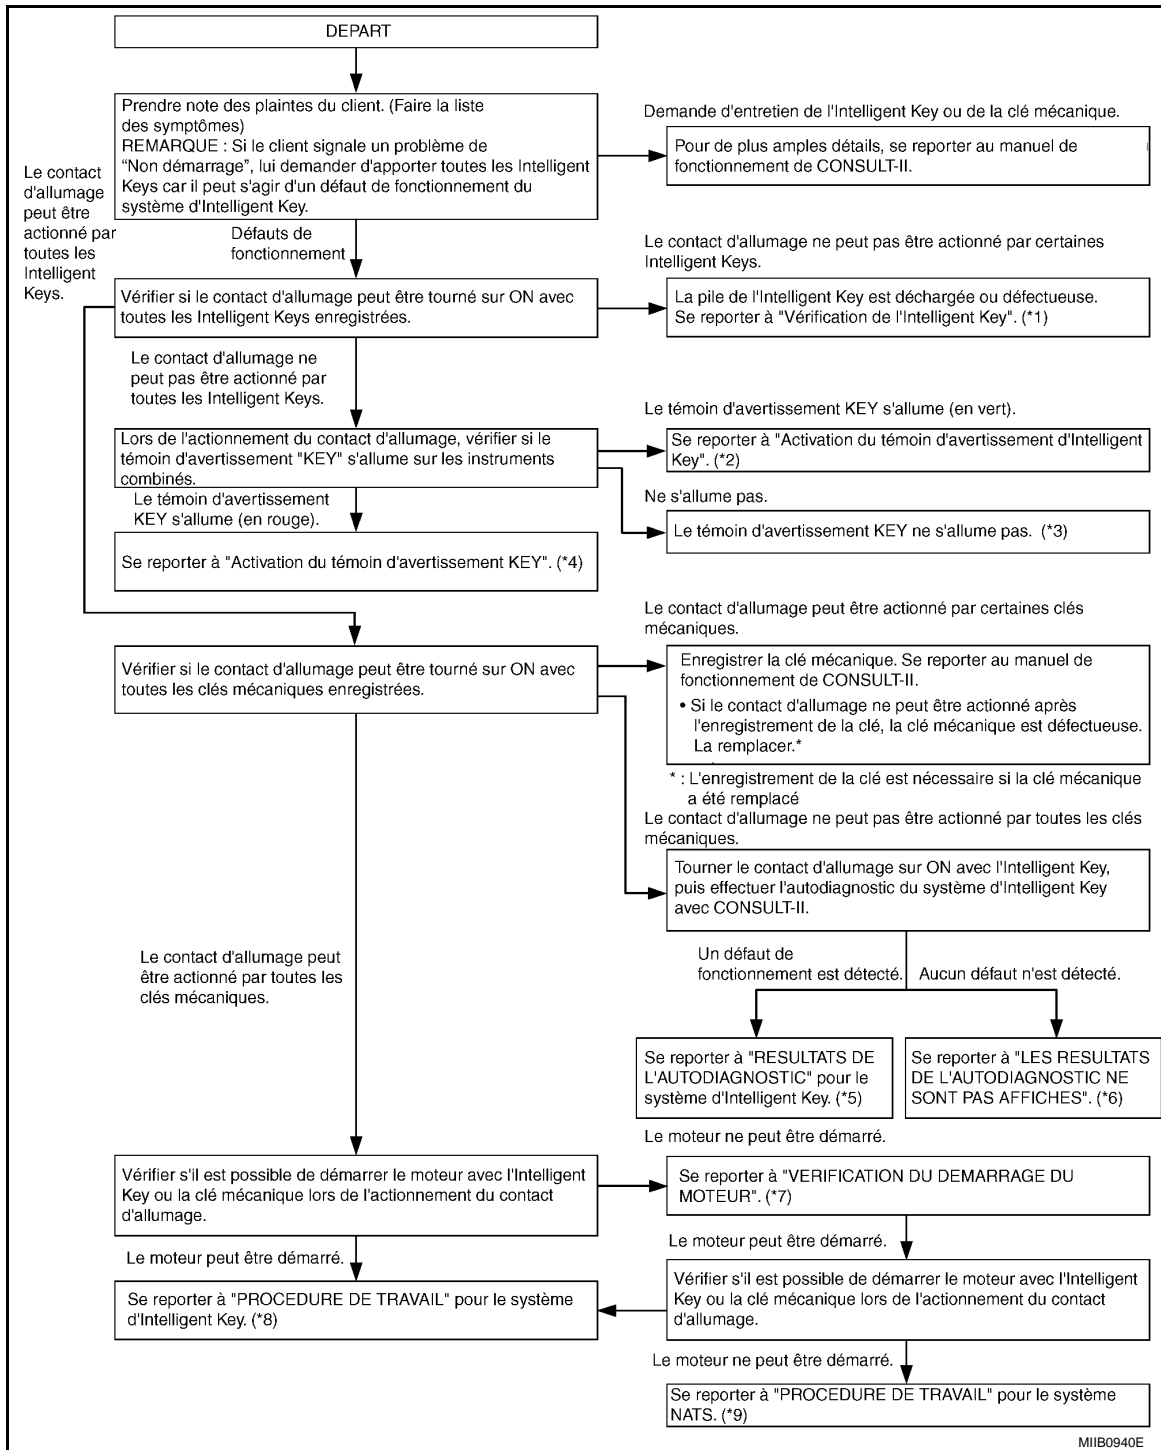 DEPART
Prendre note des plaintes du client. (Faire la liste
des symptômes)
REMARQUE : Si le client signale un problème de
“Non démarrage”, lui demander d'apporter toutes les Intelligent
Keys car il peut s'agir d'un défaut de fonctionnement du
système d'Intelligent Key.
Demande d'entretien de l'Intelligent Key ou de la clé mécanique.
Pour de plus amples détails, se reporter au manuel de
fonctionnement de CONSULT-II.
Le contact
d'allumage
peut être
actionné par
toutes les
Intelligent
Keys.
Défauts de
fonctionnement
Le contact d'allumage ne peut pas être actionné par certaines
Intelligent Keys.
Vérifier si le contact d'allumage peut être tourné sur ON avec
toutes les Intelligent Keys enregistrées.
La pile de l'Intelligent Key est déchargée ou défectueuse.
Se reporter à "Vérification de l'Intelligent Key". (*1)
Le contact d'allumage ne
peut pas être actionné par
toutes les Intelligent Keys.
Le témoin d'avertissement KEY s'allume (en vert).
Lors de l'actionnement du contact d'allumage, vérifier si le
témoin d'avertissement "KEY" s'allume sur les instruments
combinés.
Se reporter à "Activation du témoin d'avertissement d'Intelligent
Key". (*2)
Le témoin d'avertissement
KEY s'allume (en rouge).
Ne s'allume pas.
Le témoin d'avertissement KEY ne s'allume pas. (*3)
Se reporter à "Activation du témoin d'avertissement KEY". (*4)
Le contact d'allumage peut être actionné par certaines clés
mécaniques.
Vérifier si le contact d'allumage peut être tourné sur ON avec
toutes les clés mécaniques enregistrées.
Enregistrer la clé mécanique. Se reporter au manuel de
fonctionnement de CONSULT-II.
• Si le contact d'allumage ne peut être actionné après
l'enregistrement de la clé, la clé mécanique est défectueuse.
La remplacer.*
* : L'enregistrement de la clé est nécessaire si la clé mécanique
a été remplacé
Le contact d'allumage ne peut pas être actionné par toutes les clés
mécaniques.
Tourner le contact d'allumage sur ON avec l'Intelligent Key,
puis effectuer l'autodiagnostic du système d'Intelligent Key
avec CONSULT-II.
Le contact d'allumage peut
être actionné par toutes les
clés mécaniques.
Un défaut de
fonctionnement est détecté.
Aucun défaut n'est détecté.
Se reporter à "RESULTATS DE
L'AUTODIAGNOSTIC" pour le
système d'Intelligent Key. (*5)
Se reporter à "LES RESULTATS
DE L'AUTODIAGNOSTIC NE
SONT PAS AFFICHES". (*6)
Le moteur ne peut être démarré.
Vérifier s'il est possible de démarrer le moteur avec l'Intelligent
Key ou la clé mécanique lors de l'actionnement du contact
d'allumage.
Se reporter à "VERIFICATION DU DEMARRAGE DU
MOTEUR". (*7)
Le moteur peut être démarré.
Le moteur peut être démarré.
Se reporter à "PROCEDURE DE TRAVAIL" pour le système
d'Intelligent Key. (*8)
Vérifier s'il est possible de démarrer le moteur avec l'Intelligent
Key ou la clé mécanique lors de l'actionnement du contact
d'allumage.
Le moteur ne peut être démarré.
Se reporter à "PROCEDURE DE TRAVAIL" pour le système
NATS. (*9)
MIIB0940E